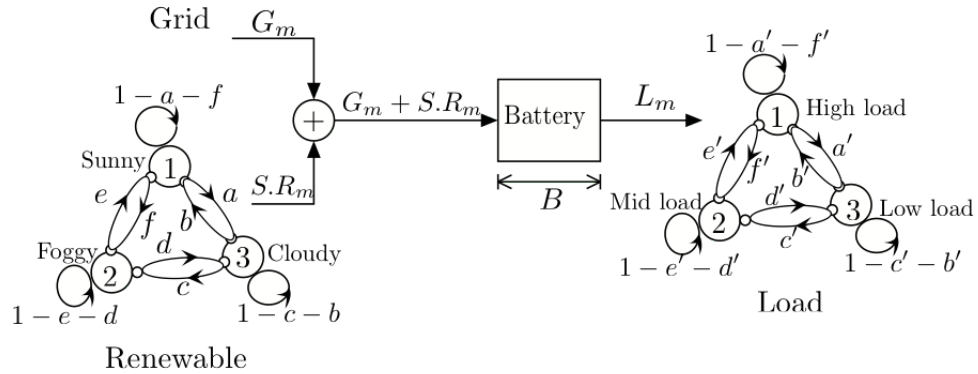 Grid
G_m
1 − a − f
Sunny
1
e
f
a
b
S.R_m
+
G_m + S.R_m
Battery
B
L_m
Foggy
2
d
c
3
Cloudy
1 − e − d
1 − c − b
Renewable
1 − a′ − f′
1
High load
e′
f′
a′
b′
Mid load
2
d′
c′
3
Low load
1 − e′ − d′
1 − c′ − b′
Load